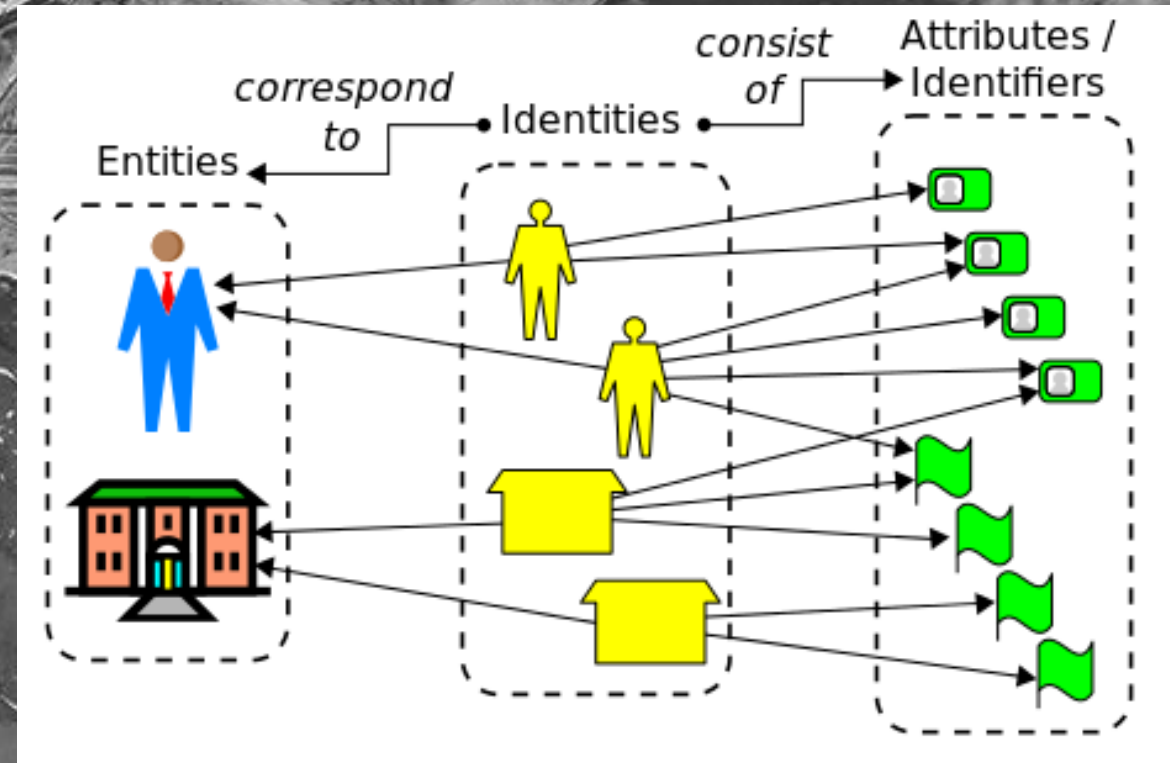 consist
of
Attributes /
Identifiers
correspond
to
Identities
Entities